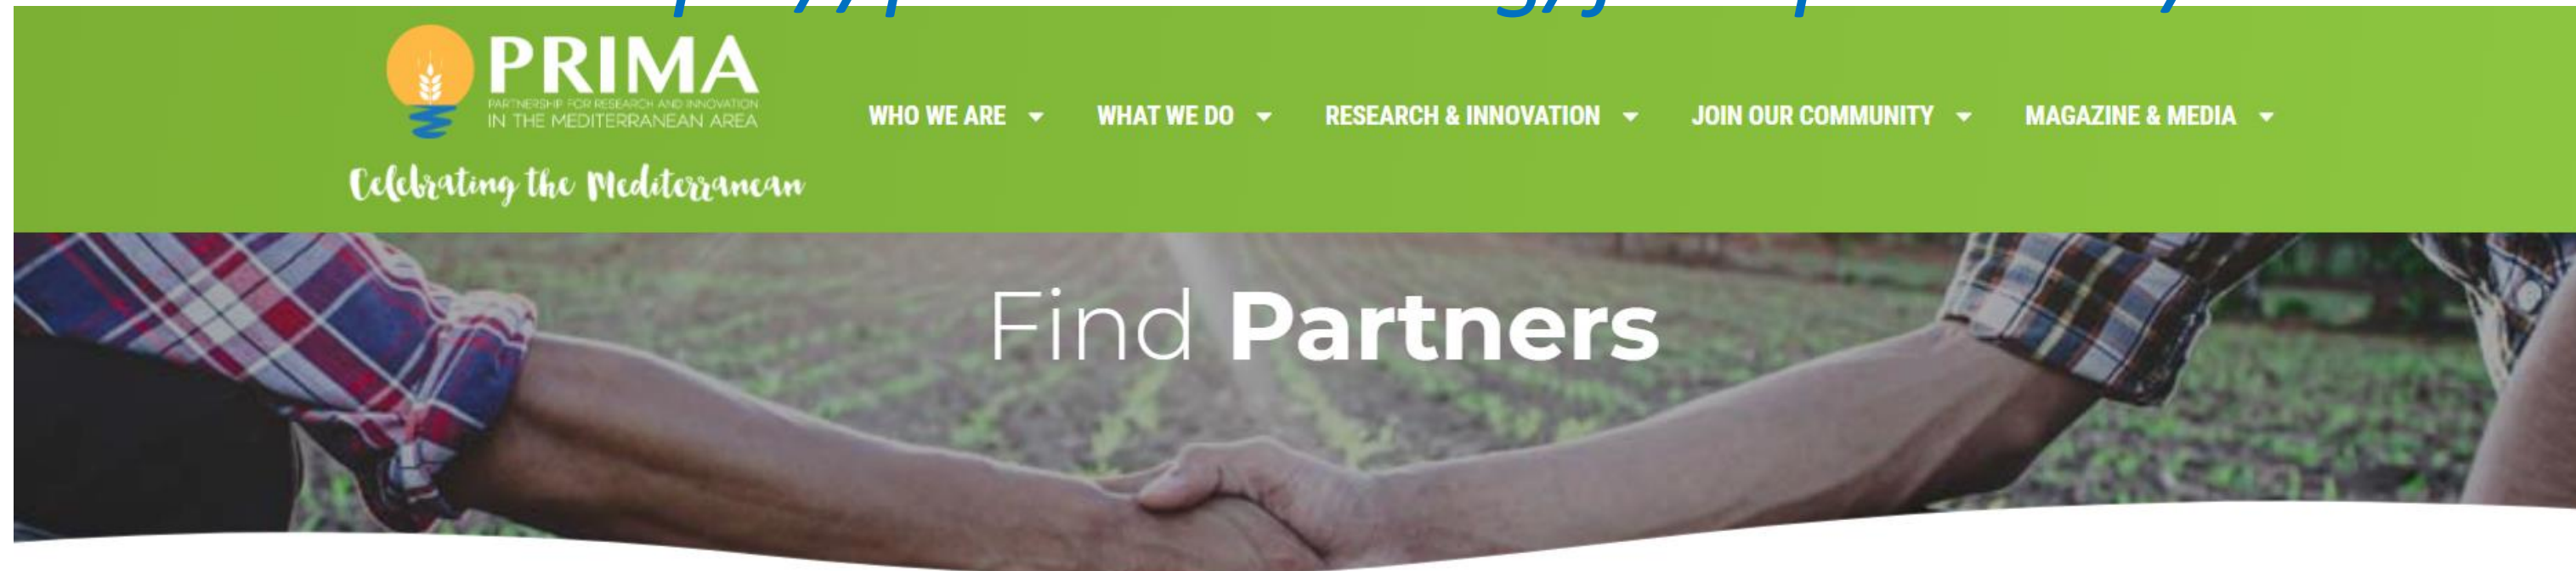 PRIMA
PARTNERSHIP FOR RESEARCH AND INNOVATION
IN THE MEDITERRANEAN AREA
Celebrating the Mediterranean
WHO WE ARE
WHAT WE DO
RESEARCH & INNOVATION
JOIN OUR COMMUNITY
MAGAZINE & MEDIA
Find Partners